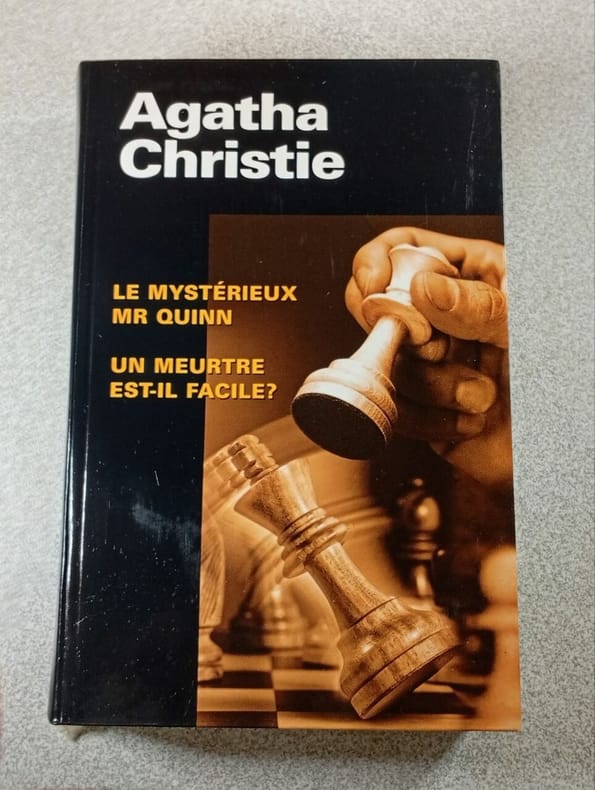 Agatha
Christie
LE MYSTÉRIEUX
MR QUINN
UN MEURTRE
EST-IL FACILE?